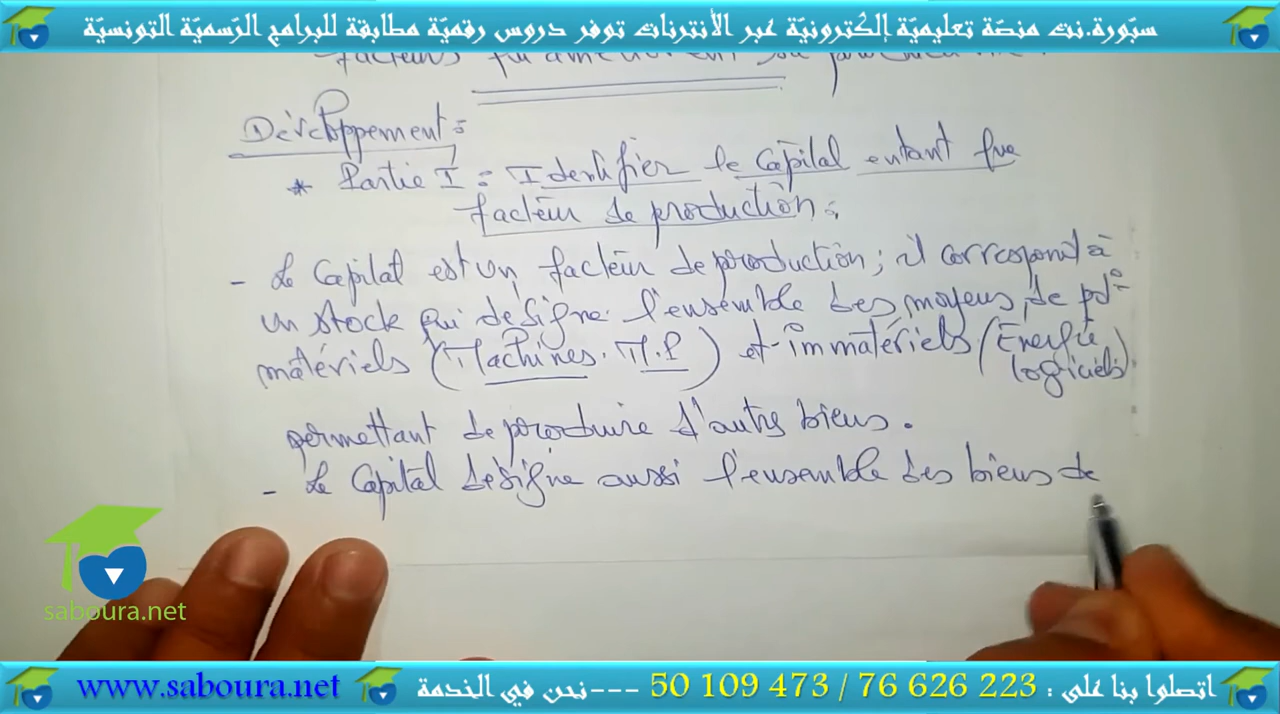 سبّورة.نت منصّة تعليميّة إلكترونيّة عبر الأنترنات توفر دروس رقميّة مطابقة للبرامج الرّسميّة التونسيّة
facteurs qui
Développement :
* Partie I : Identifier le capital entant que
facteur de production :
- Le Capital est un facteur de production ; il correspond à
un stock qui désigne l'ensemble des moyens de pd°
matériels (Machines. M.P) et immatériels (Energie
logiciels)
permettant de produire d'autres biens.
- Le Capital désigne aussi l'ensemble des biens de
saboura.net
www.saboura.net
اتصلوا بنا على : 223 626 76 / 473 109 50 ---نحن في الخدمة